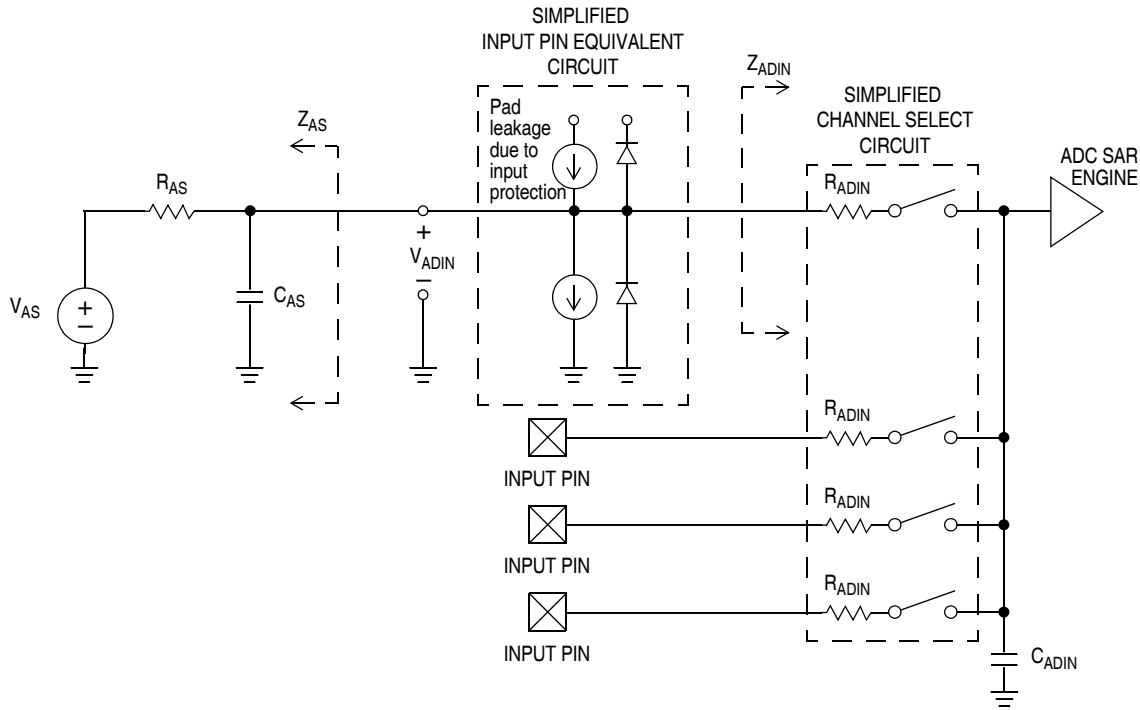 SIMPLIFIED
INPUT PIN EQUIVALENT
CIRCUIT
Pad
leakage
due to
input
protection
Z_ADIN
SIMPLIFIED
CHANNEL SELECT
CIRCUIT
ADC SAR
ENGINE
Z_AS
R_AS
R_ADIN
+
V_ADIN
–
V_AS
+
–
C_AS
R_ADIN
INPUT PIN
R_ADIN
INPUT PIN
R_ADIN
INPUT PIN
C_ADIN